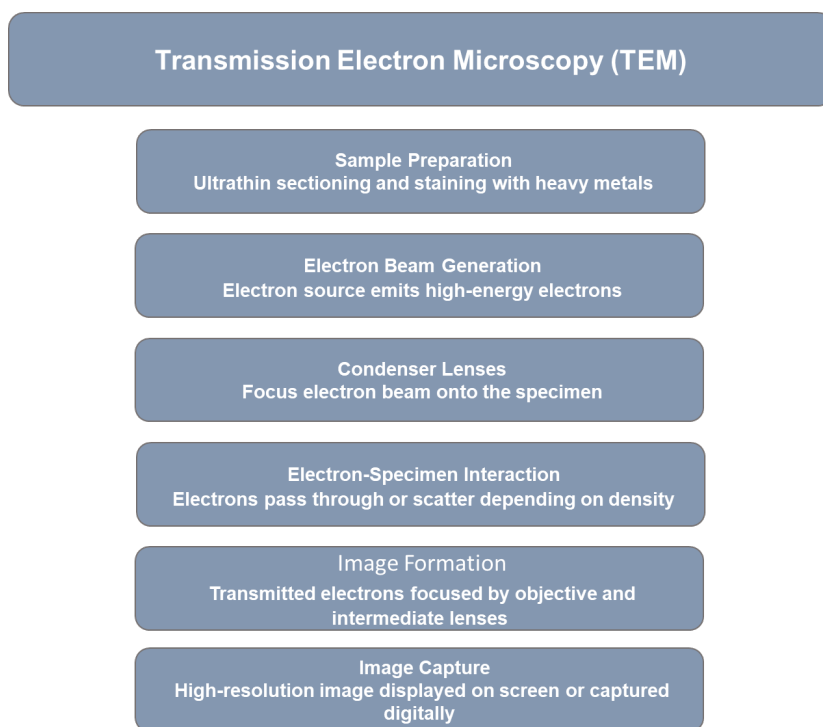 Transmission Electron Microscopy (TEM)
Sample Preparation
Ultrathin sectioning and staining with heavy metals
Electron Beam Generation
Electron source emits high-energy electrons
Condenser Lenses
Focus electron beam onto the specimen
Electron-Specimen Interaction
Electrons pass through or scatter depending on density
Image Formation
Transmitted electrons focused by objective and
intermediate lenses
Image Capture
High-resolution image displayed on screen or captured
digitally